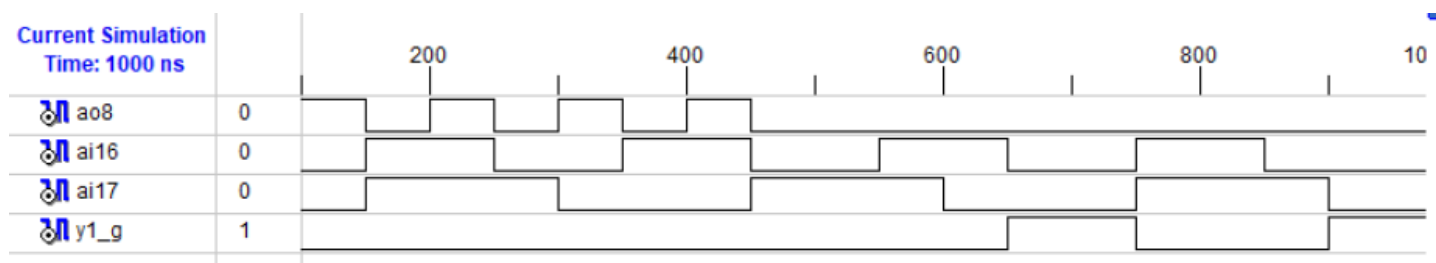 Current Simulation
Time: 1000 ns
200 400 600 800 10
ao8 0
ai16 0
ai17 0
y1_g 1